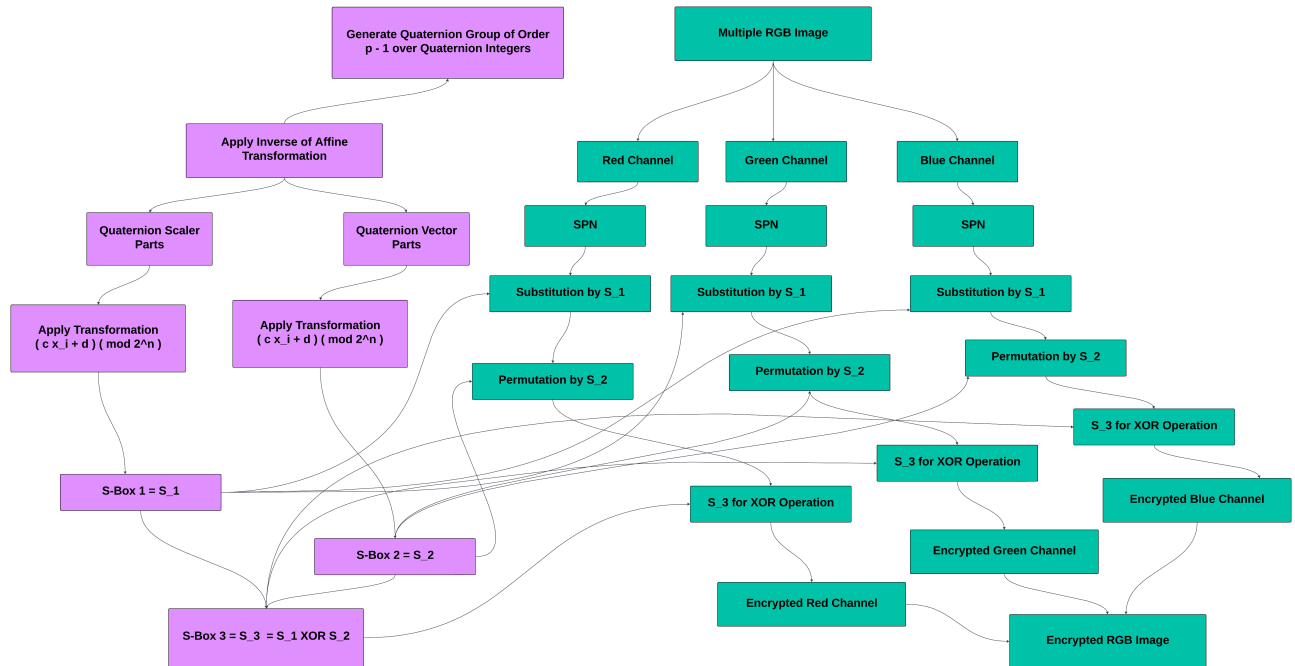 Generate Quaternion Group of Order
p - 1 over Quaternion Integers
Multiple RGB Image
Apply Inverse of Affine
Transformation
Red Channel
Green Channel
Blue Channel
Quaternion Scaler
Parts
Quaternion Vector
Parts
SPN
SPN
SPN
Substitution by S_1
Substitution by S_1
Substitution by S_1
Apply Transformation
( c x_i + d ) ( mod 2^n )
Apply Transformation
( c x_i + d ) ( mod 2^n )
Permutation by S_2
Permutation by S_2
Permutation by S_2
S_3 for XOR Operation
S_3 for XOR Operation
S_3 for XOR Operation
S-Box 1 = S_1
Encrypted Blue Channel
S-Box 2 = S_2
Encrypted Green Channel
Encrypted Red Channel
S-Box 3 = S_3  = S_1 XOR S_2
Encrypted RGB Image